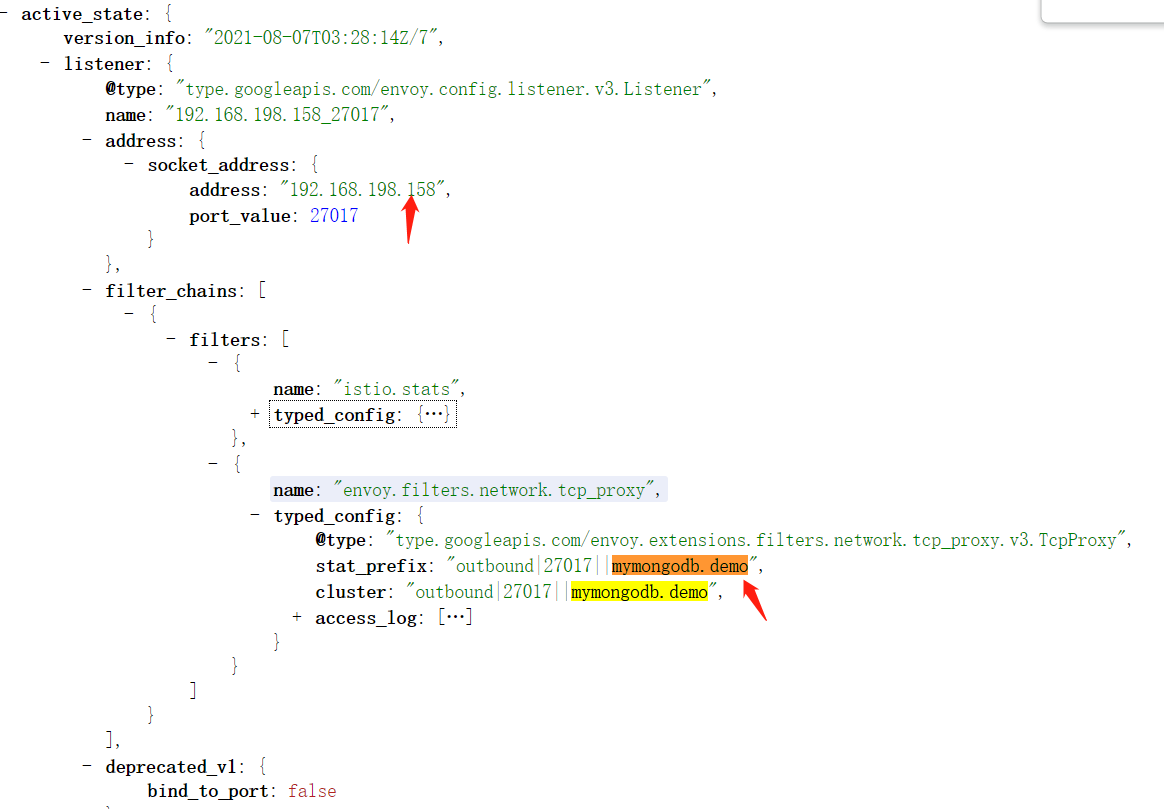 - active_state: {
version_info: "2021-08-07T03:28:14Z/7",
- listener: {
@type: "type.googleapis.com/envoy.config.listener.v3.Listener",
name: "192.168.198.158_27017",
- address: {
- socket_address: {
address: "192.168.198.158",
port_value: 27017
}
},
- filter_chains: [
- {
- filters: [
- {
name: "istio.stats",
+ typed_config: {…}
},
- {
name: "envoy.filters.network.tcp_proxy",
- typed_config: {
@type: "type.googleapis.com/envoy.extensions.filters.network.tcp_proxy.v3.TcpProxy",
stat_prefix: "outbound|27017||mymongodb.demo",
cluster: "outbound|27017||mymongodb.demo",
+ access_log: […]
}
}
]
}
],
- deprecated_v1: {
bind_to_port: false